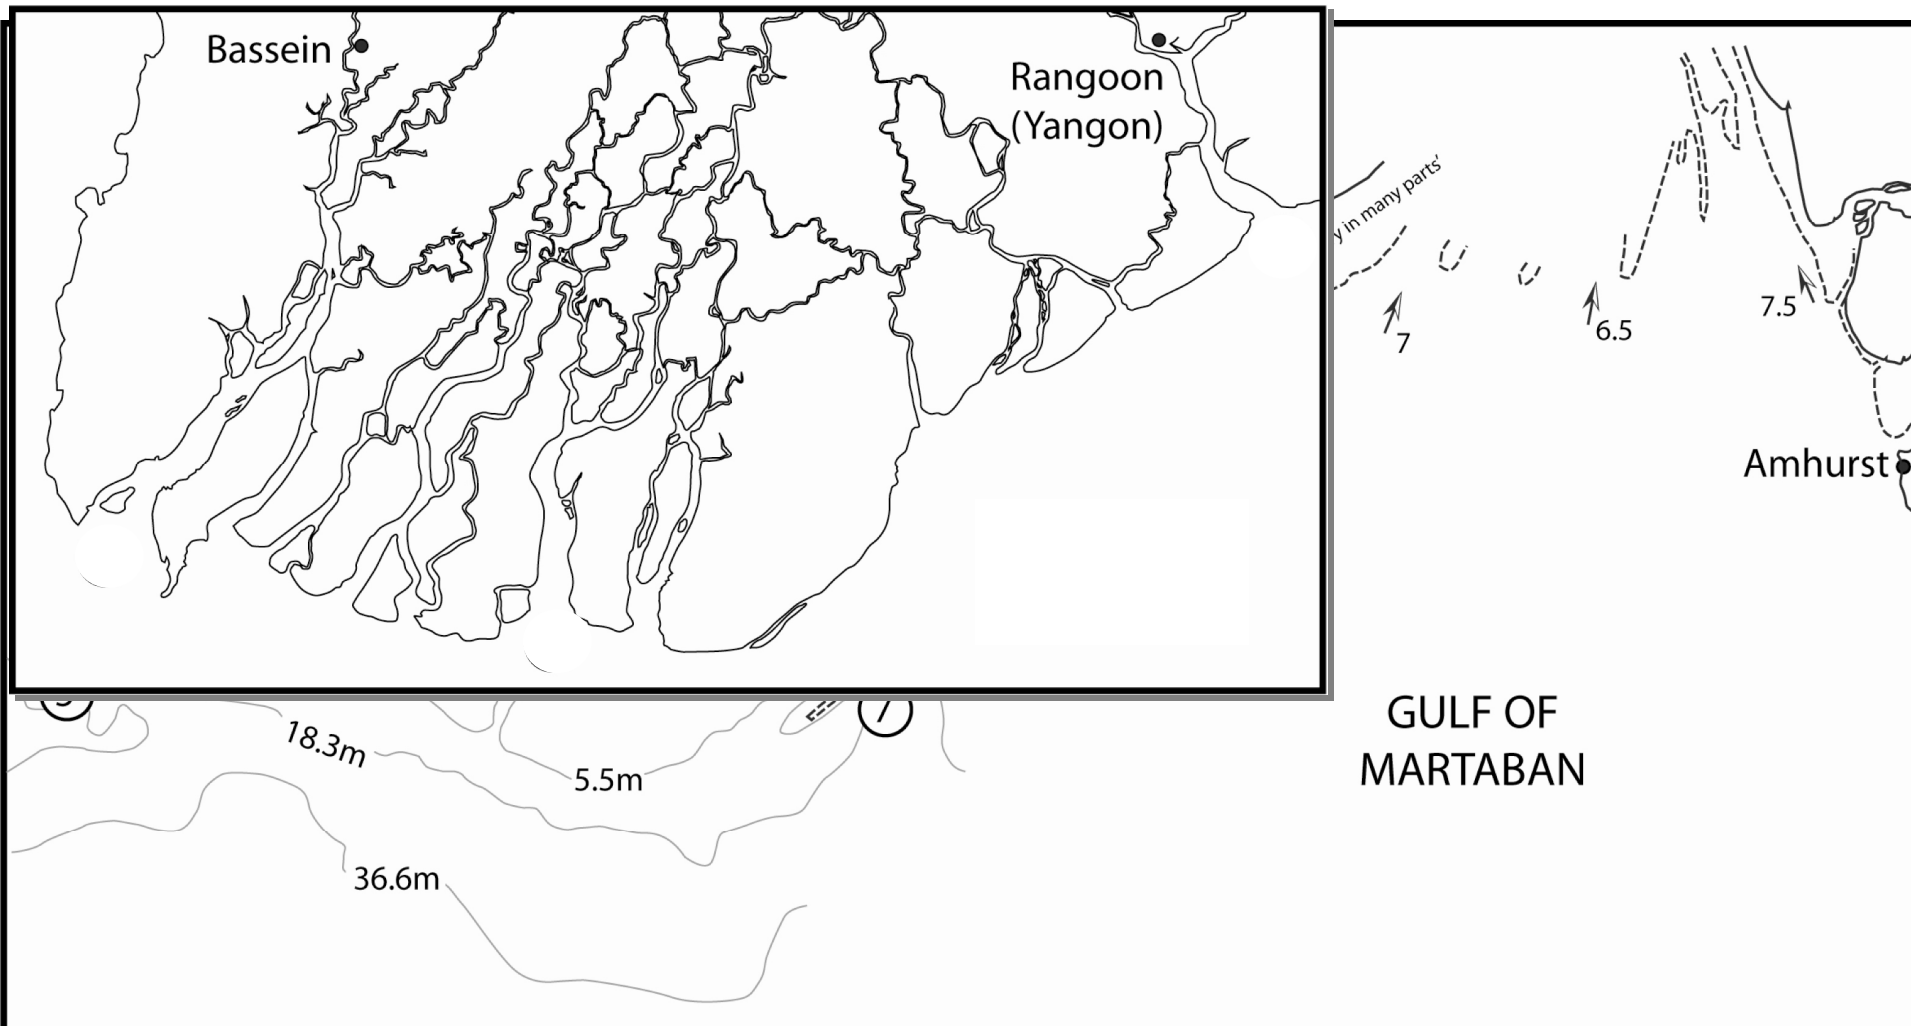 Bassein
Rangoon
(Yangon)
y in many parts'
7
6.5
7.5
Amhurst
GULF OF
MARTABAN
18.3m
5.5m
36.6m